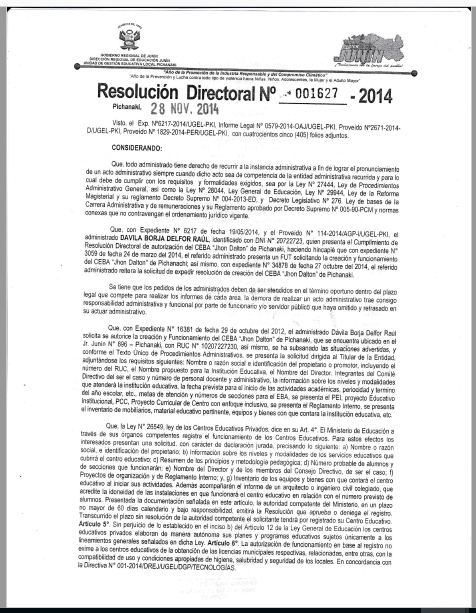 GOBIERNO REGIONAL DE JUNIN
DIRECCIÓN REGIONAL DE EDUCACIÓN JUNÍN
UNIDAD DE GESTIÓN EDUCATIVA LOCAL PICHANAKI
JUNIN
"Año de la Promoción de la Industria Responsable y del Compromiso Climático"
"Año de la Promoción y Lucha contra todo tipo de violencia hacia Niñas, Niños, Adolescentes, la Mujer y el Adulto Mayor"
Resolución Directoral Nº 001627 - 2014
Pichanaki, 28 NOV. 2014
Visto, el Exp. Nº6217-2014/UGEL-PKI, Informe Legal Nº 0579-2014-OAJ/UGEL-PKI, Proveído Nº2671-2014-
D/UGEL-PKI, Proveído Nº 1829-2014-PER/UGEL-PKI, con cuatrocientos cinco (405) folios adjuntos.
CONSIDERANDO:
Que, todo administrado tiene derecho de recurrir a la instancia administrativa a fin de lograr el pronunciamiento
de un acto administrativo siempre cuando dicho acto sea de competencia de la entidad administrativa recurrida y para lo
cual debe de cumplir con los requisitos y formalidades exigidos, sea por la Ley Nº 27444, Ley de Procedimientos
Administrativo General, así como la Ley Nº 28044, Ley General de Educación, Ley Nº 29944, Ley de la Reforma
Magisterial y su reglamento Decreto Supremo Nº 004-2013-ED, y Decreto Legislativo Nº 276, Ley de bases de la
Carrera Administrativa y de remuneraciones y su Reglamento aprobado por Decreto Supremo Nº 005-90-PCM y normas
conexas que no contravengan el ordenamiento jurídico vigente.
Que, con Expediente Nº 6217 de fecha 19/05/2014, y el Proveído Nº 114-2014/AGP-I/UGEL-PKI, el
administrado DAVILA BORJA DELFOR RAÚL, Identificado con DNI Nº 20722723, quien presenta el Cumplimiento de
Resolución Directoral de autorización del CEBA "Jhon Dalton" de Pichanaki, haciendo hincapié que con expediente Nº
3059 de fecha 24 de marzo del 2014, el referido administrado presenta un FUT solicitando la creación y funcionamiento
del CEBA "Jhon Dalton" de Pichanaki; así mismo, con expediente Nº 34878 de fecha 27 octubre del 2014, el referido
administrado reitera la solicitud de expedir resolución de creación del CEBA "Jhon Dalton" de Pichanaki.
Se tiene que los pedidos de los administrados deben de ser atendidos en el término oportuno dentro del plazo
legal que compete para realizar los informes de cada área, la demora de realizar un acto administrativo trae consigo
responsabilidad administrativa y funcional por parte de funcionario y/o servidor público que haya omitido y retrasado en
su actuar administrativo.
Que, con Expediente Nº 16381 de fecha 29 de octubre del 2012, el administrado Dávila Borja Delfor Raúl
solicita se autorice la creación y Funcionamiento del CEBA "Jhon Dalton" de Pichanaki, que se encuentra ubicado en el
Jr. Junín Nº 686 – Pichanaki, con RUC Nº 10207227230, así mismo, se ha subsanado las situaciones advertidas, y
conforme el Texto Único de Procedimientos Administrativos, se presenta la solicitud dirigida al Titular de la Entidad,
adjuntándose los requisitos siguientes: Nombre o razón social e identificación del propietario o promotor, incluyendo el
número del RUC, el Nombre propuesto para la Institución Educativa, el Nombre del Director. Integrantes del Comité
Directivo del ser el caso y número de personal docente y administrativo, la información sobre los niveles y modalidades
que atenderá la institución educativa, la fecha prevista para el inicio de las actividades académicas, periodicidad y termino
del año escolar, etc., metas de atención y números de secciones para el EBA, se presenta el PEI, proyecto Educativo
Institucional, PCC, Proyecto Curricular de Centro con enfoque inclusivo, se presenta el Reglamento Interno, se presenta
el inventario de mobiliarios, material educativo pertinente, equipos y bienes con que contara la institución educativa, etc.
Que, la Ley Nº 26549, ley de los Centros Educativos Privados, dice en su Art. 4°. El Ministerio de Educación a
través de sus órganos competentes registra el funcionamiento de los Centros Educativos. Para estos efectos los
interesados presentan una solicitud, con carácter de declaración jurada, precisando lo siguiente: a) Nombre o razón
social, e identificación del propietario; b) Información sobre los niveles y modalidades de los servicios educativos que
cubrirá el centro educativo; c) Resumen de los principios y metodología pedagógica; d) Número probable de alumnos y
de secciones que funcionarán; e) Nombre del Director y de los miembros del Consejo Directivo, de ser el caso; f)
Proyectos de organización y de Reglamento Interno; y, g) Inventario de los equipos y bienes con que contará el centro
educativo al iniciar sus actividades. Además acompañarán el informe de un arquitecto o ingeniero civil colegiado, que
acredite la idoneidad de las instalaciones en que funcionará el centro educativo en relación con el número previsto de
alumnos. Presentada la documentación señalada en este artículo, la autoridad competente del Ministerio, en un plazo
no mayor de 60 días calendario y bajo responsabilidad, emitirá la Resolución que apruebe o deniega el registro.
Transcurrido el plazo sin resolución de la autoridad competente el solicitante tendrá por registrado su Centro Educativo.
Artículo 5°. Sin perjuicio de lo establecido en el inciso b) del Artículo 12 de la Ley General de Educación los centros
educativos privados elaboran de manera autónoma sus planes y programas educativos sujetos únicamente a los
lineamientos generales señalados en dicha Ley. Artículo 6°. La autorización de funcionamiento en base al registro no
exime a los centros educativos de la obtención de las licencias municipales respectivas, relacionadas, entre otras, con la
compatibilidad de uso y condiciones apropiadas de higiene, salubridad y seguridad de los locales. En concordancia con
la Directiva Nº 001-2014/DREJ/UGEL/DGP/TECNOLOGÍAS.